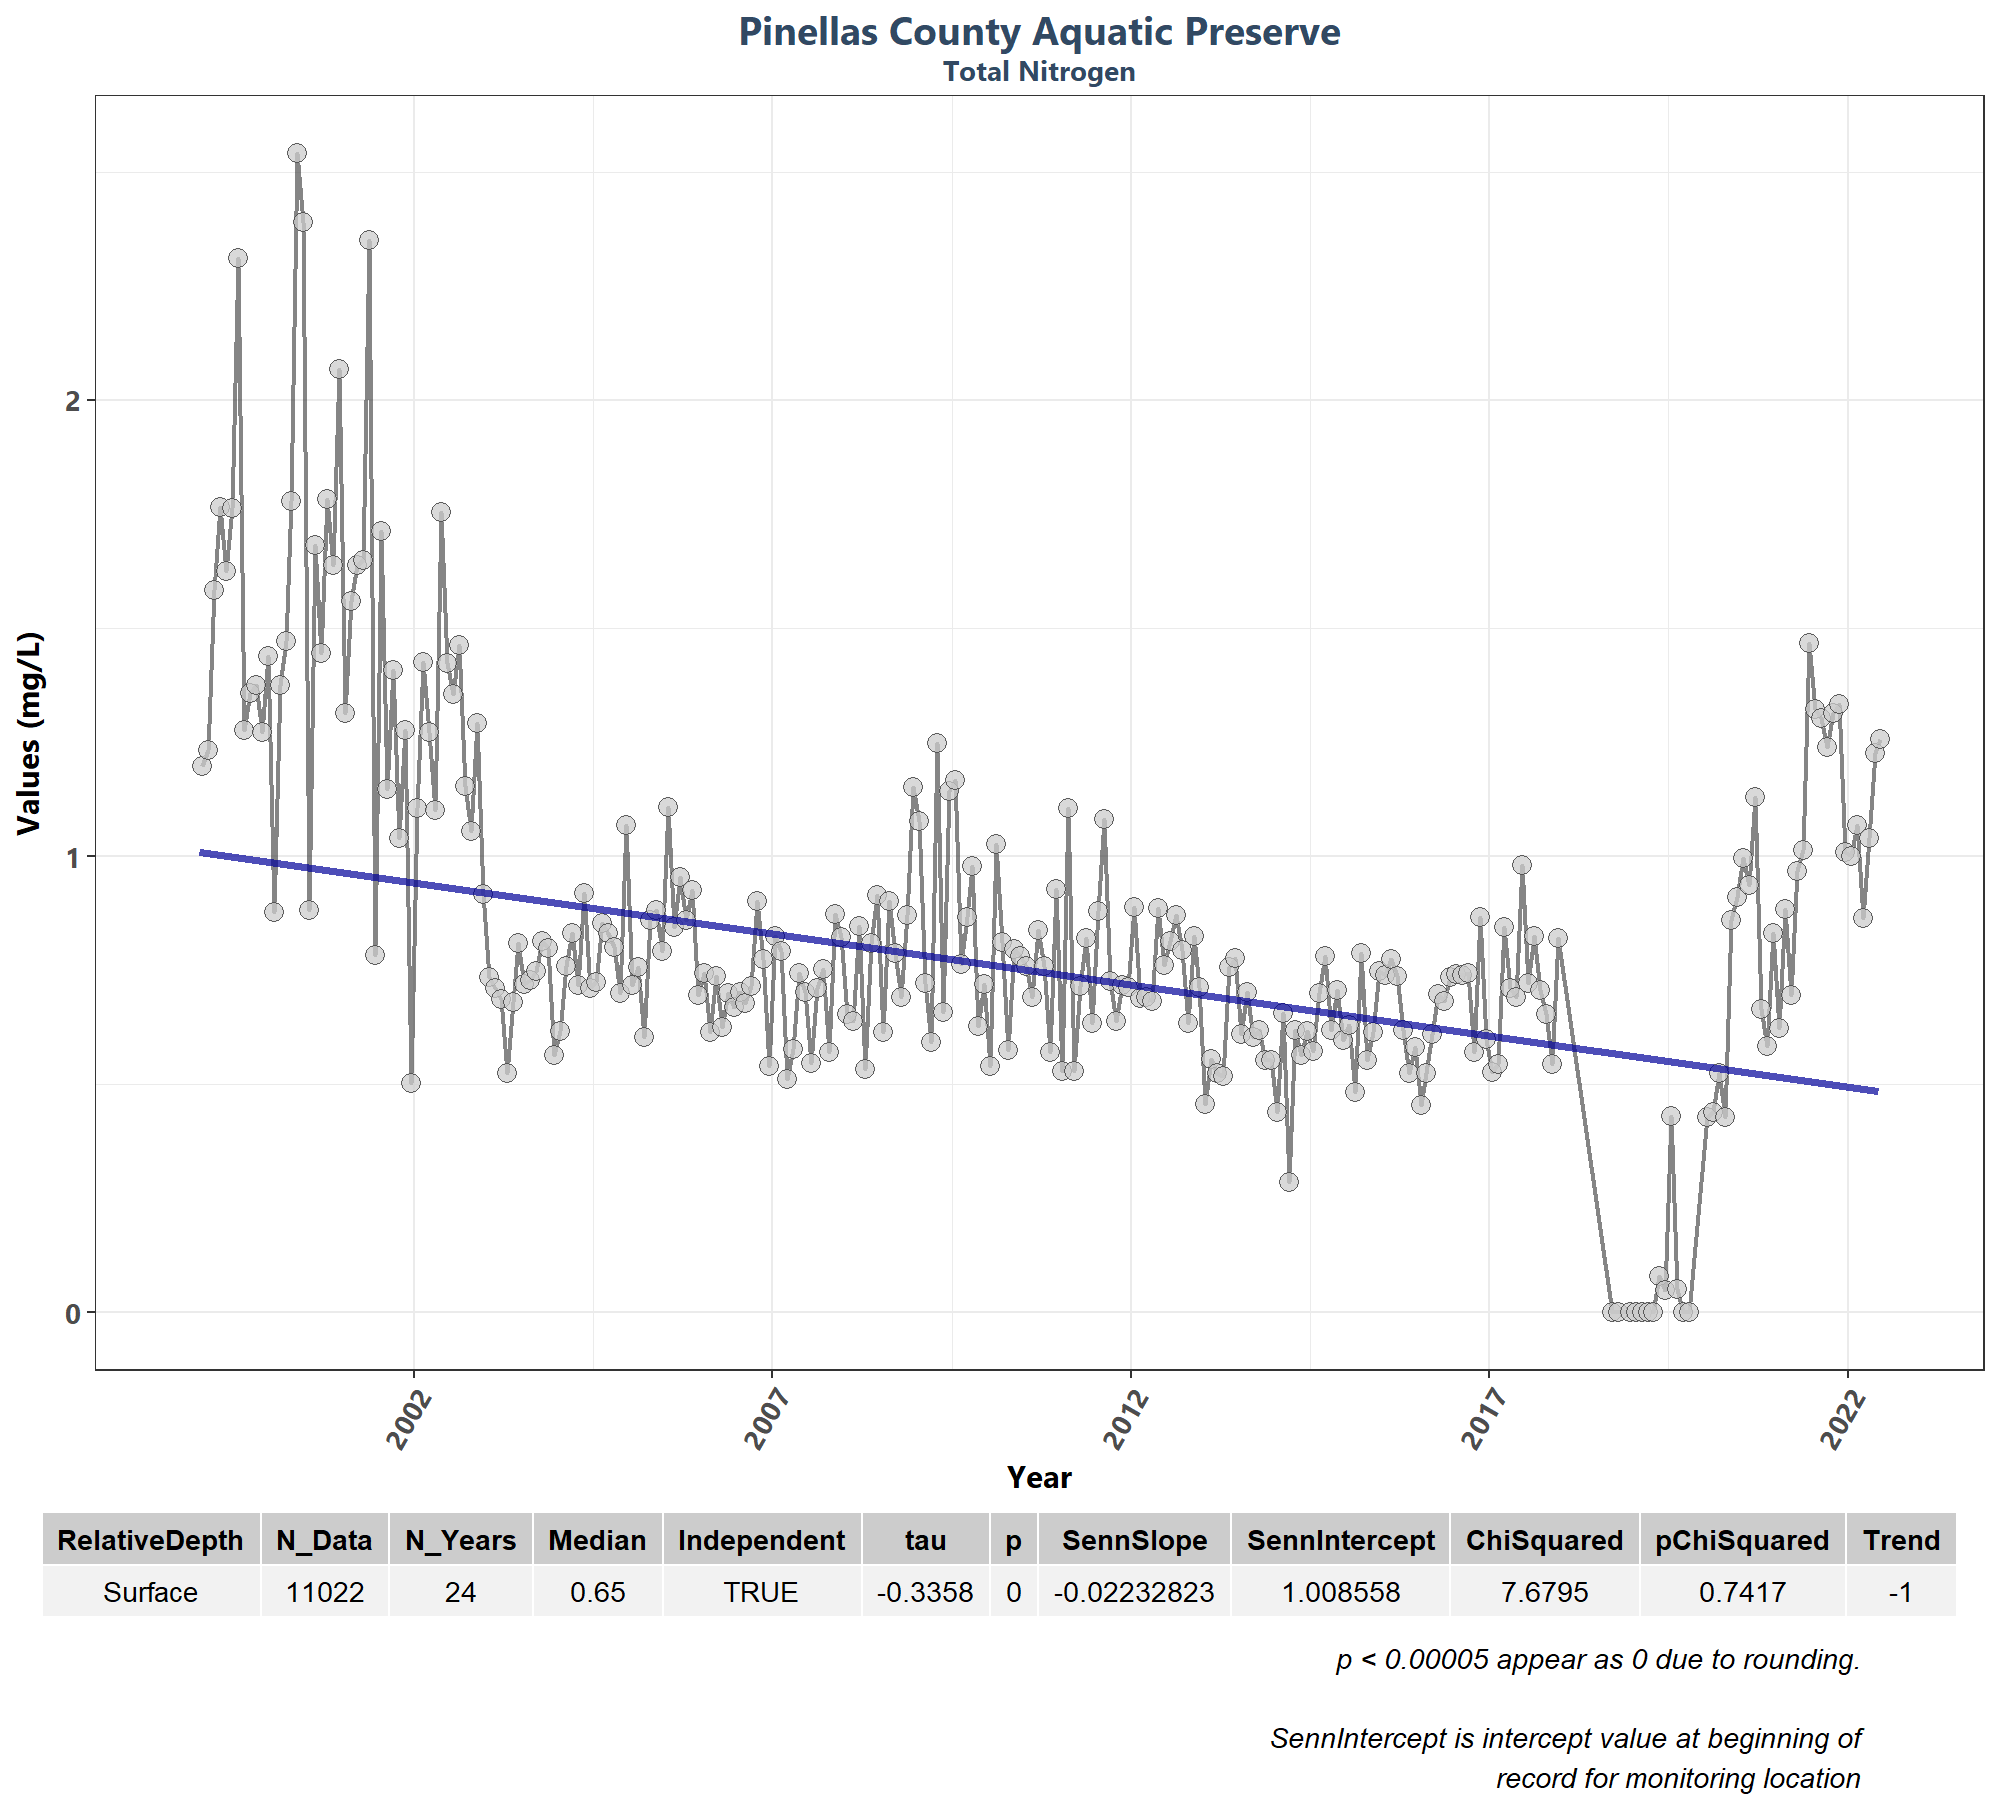 Pinellas County Aquatic Preserve
Total Nitrogen
Values (mg/L)
2
1
0
2002 2007 2012 2017 2022
Year
RelativeDepth N_Data N_Years Median Independent tau p SennSlope SennIntercept ChiSquared pChiSquared Trend
Surface 11022 24 0.65 TRUE -0.3358 0 -0.02232823 1.008558 7.6795 0.7417 -1
p < 0.00005 appear as 0 due to rounding.
SennIntercept is intercept value at beginning of
record for monitoring location